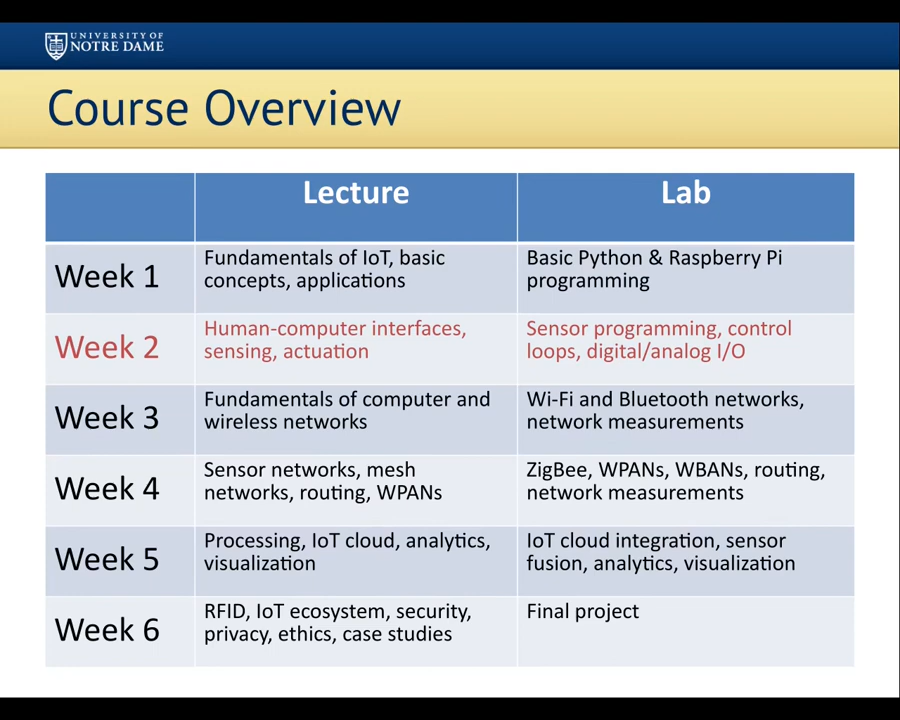 UNIVERSITY OF
NOTRE DAME
Course Overview
Lecture
Lab
Week 1
Fundamentals of IoT, basic
concepts, applications
Basic Python & Raspberry Pi
programming
Week 2
Human-computer interfaces,
sensing, actuation
Sensor programming, control
loops, digital/analog I/O
Week 3
Fundamentals of computer and
wireless networks
Wi-Fi and Bluetooth networks,
network measurements
Week 4
Sensor networks, mesh
networks, routing, WPANs
ZigBee, WPANs, WBANs, routing,
network measurements
Week 5
Processing, IoT cloud, analytics,
visualization
IoT cloud integration, sensor
fusion, analytics, visualization
Week 6
RFID, IoT ecosystem, security,
privacy, ethics, case studies
Final project